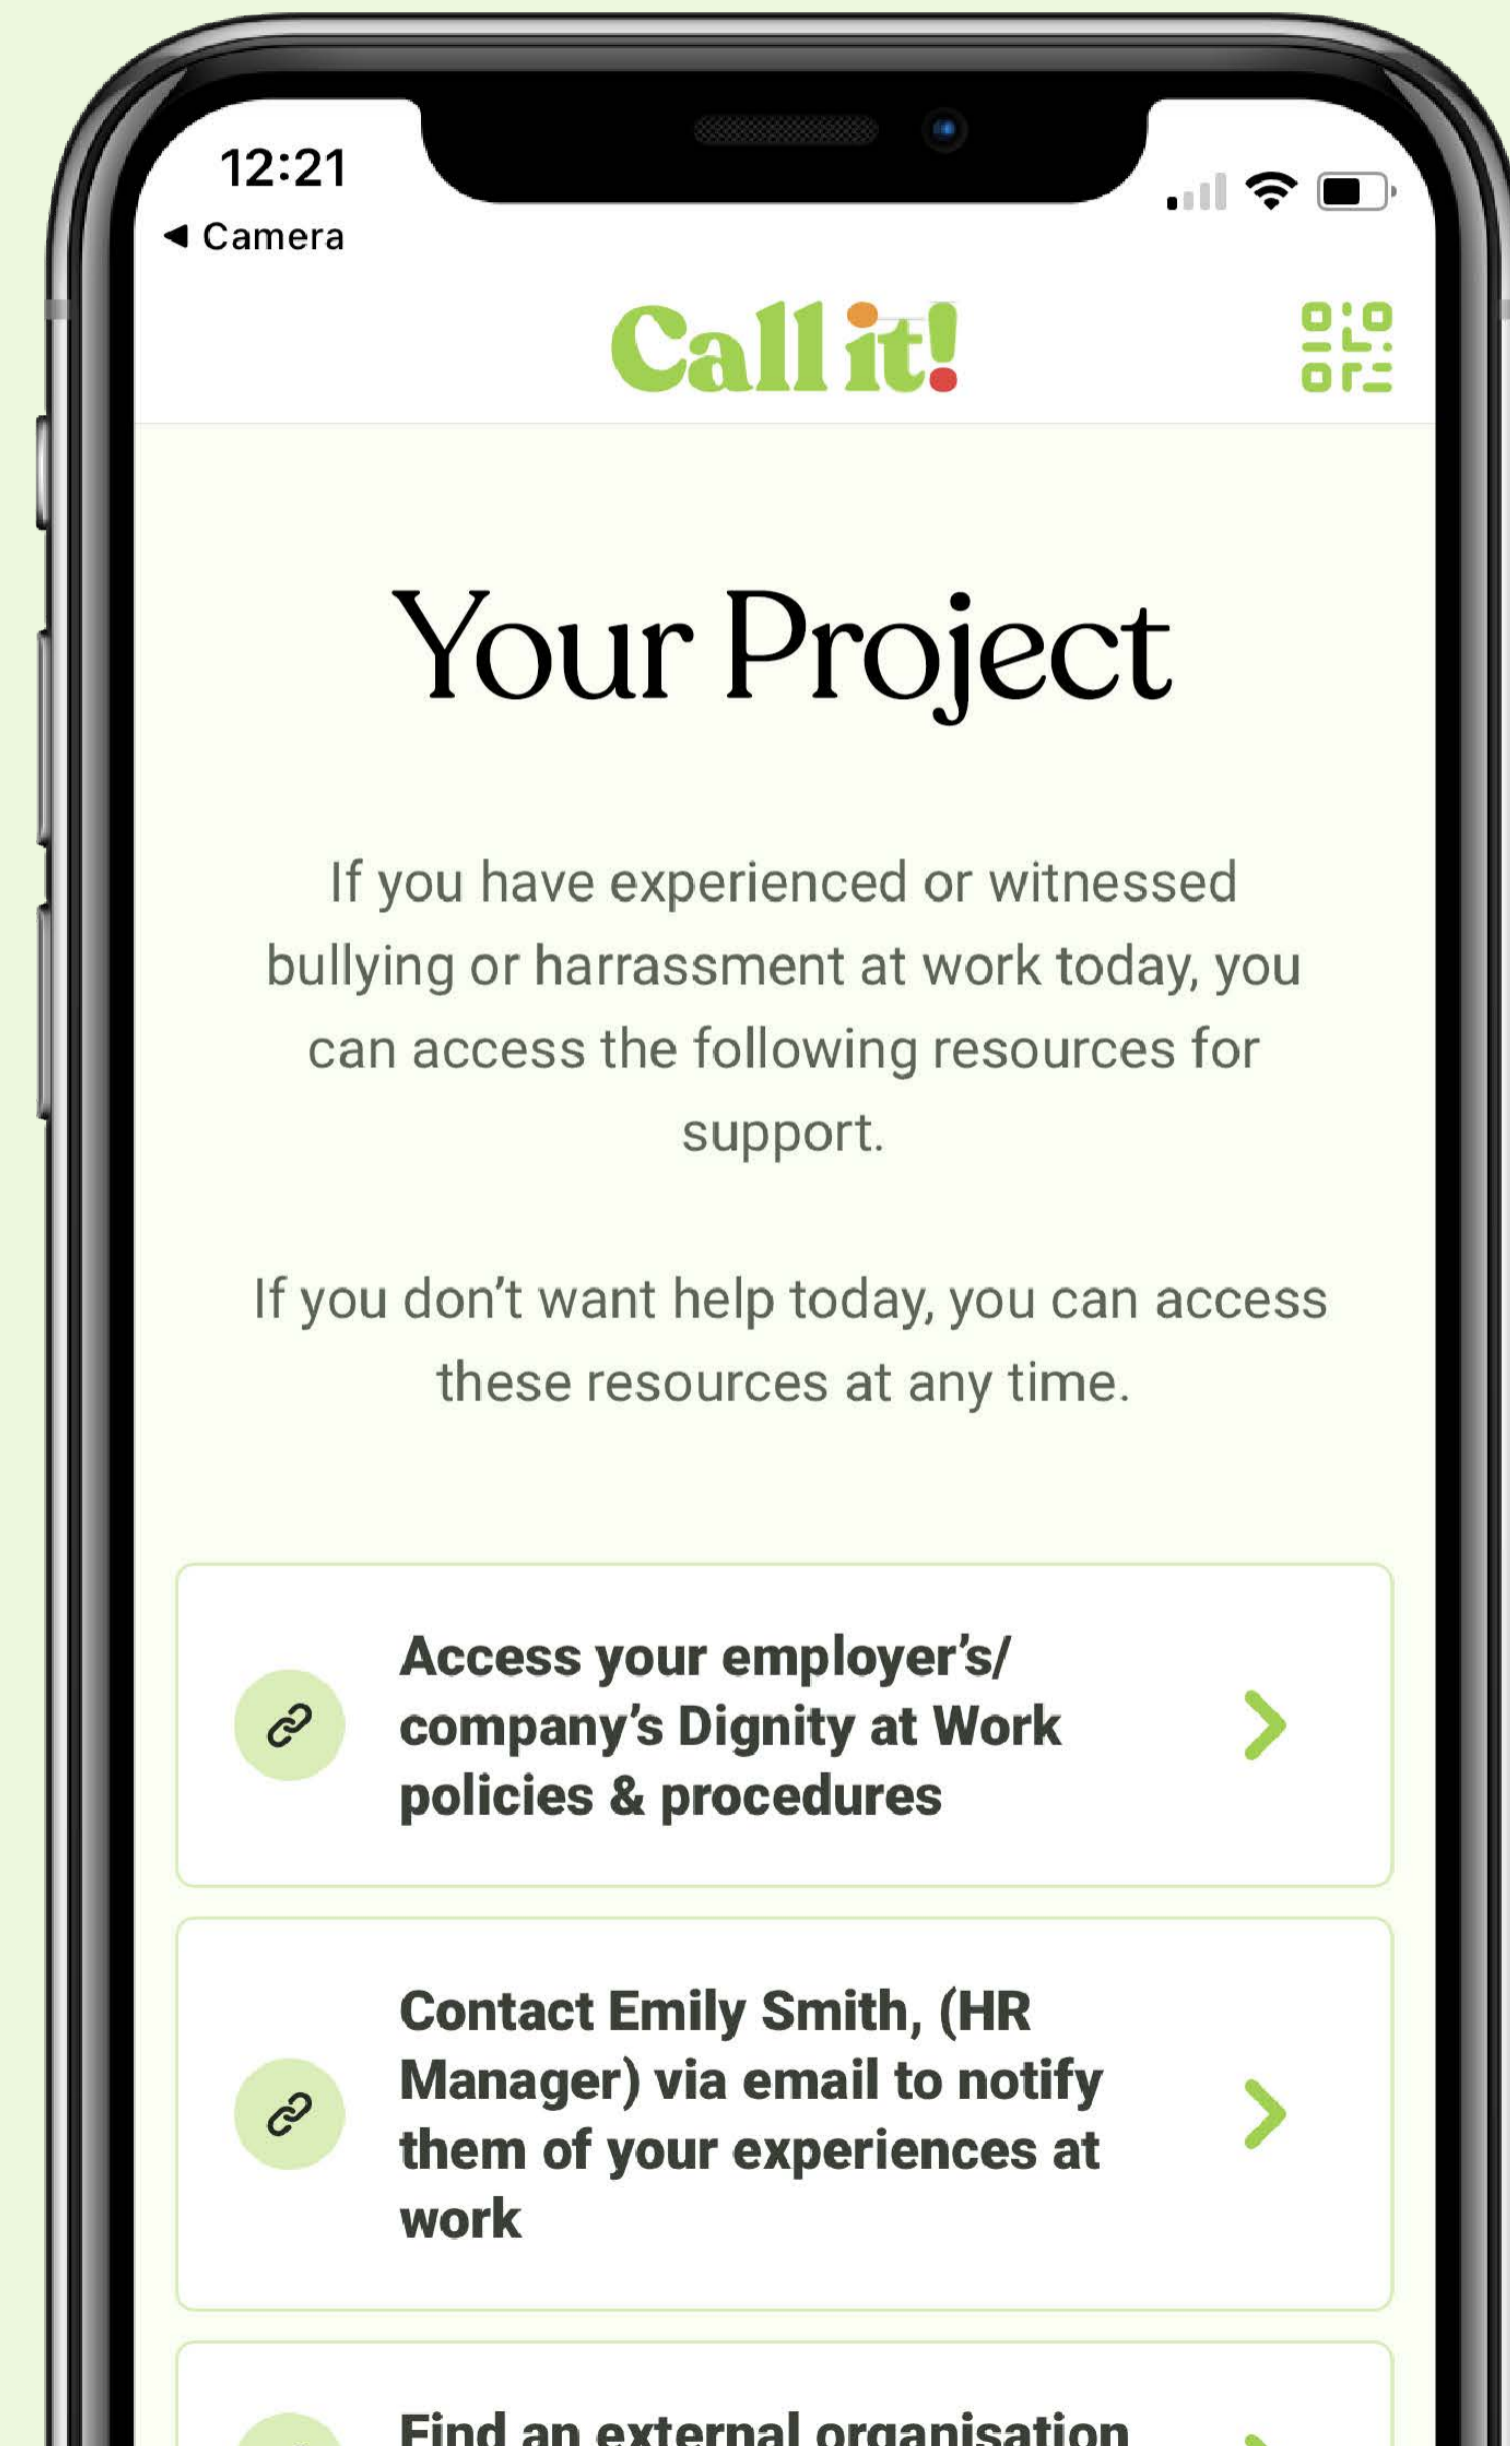 12:21
◀ Camera
Call it!
Your Project
If you have experienced or witnessed
bullying or harrassment at work today, you
can access the following resources for
support.
If you don’t want help today, you can access
these resources at any time.
Access your employer’s/
company’s Dignity at Work
policies & procedures
Contact Emily Smith, (HR
Manager) via email to notify
them of your experiences at
work
Find an external organisation